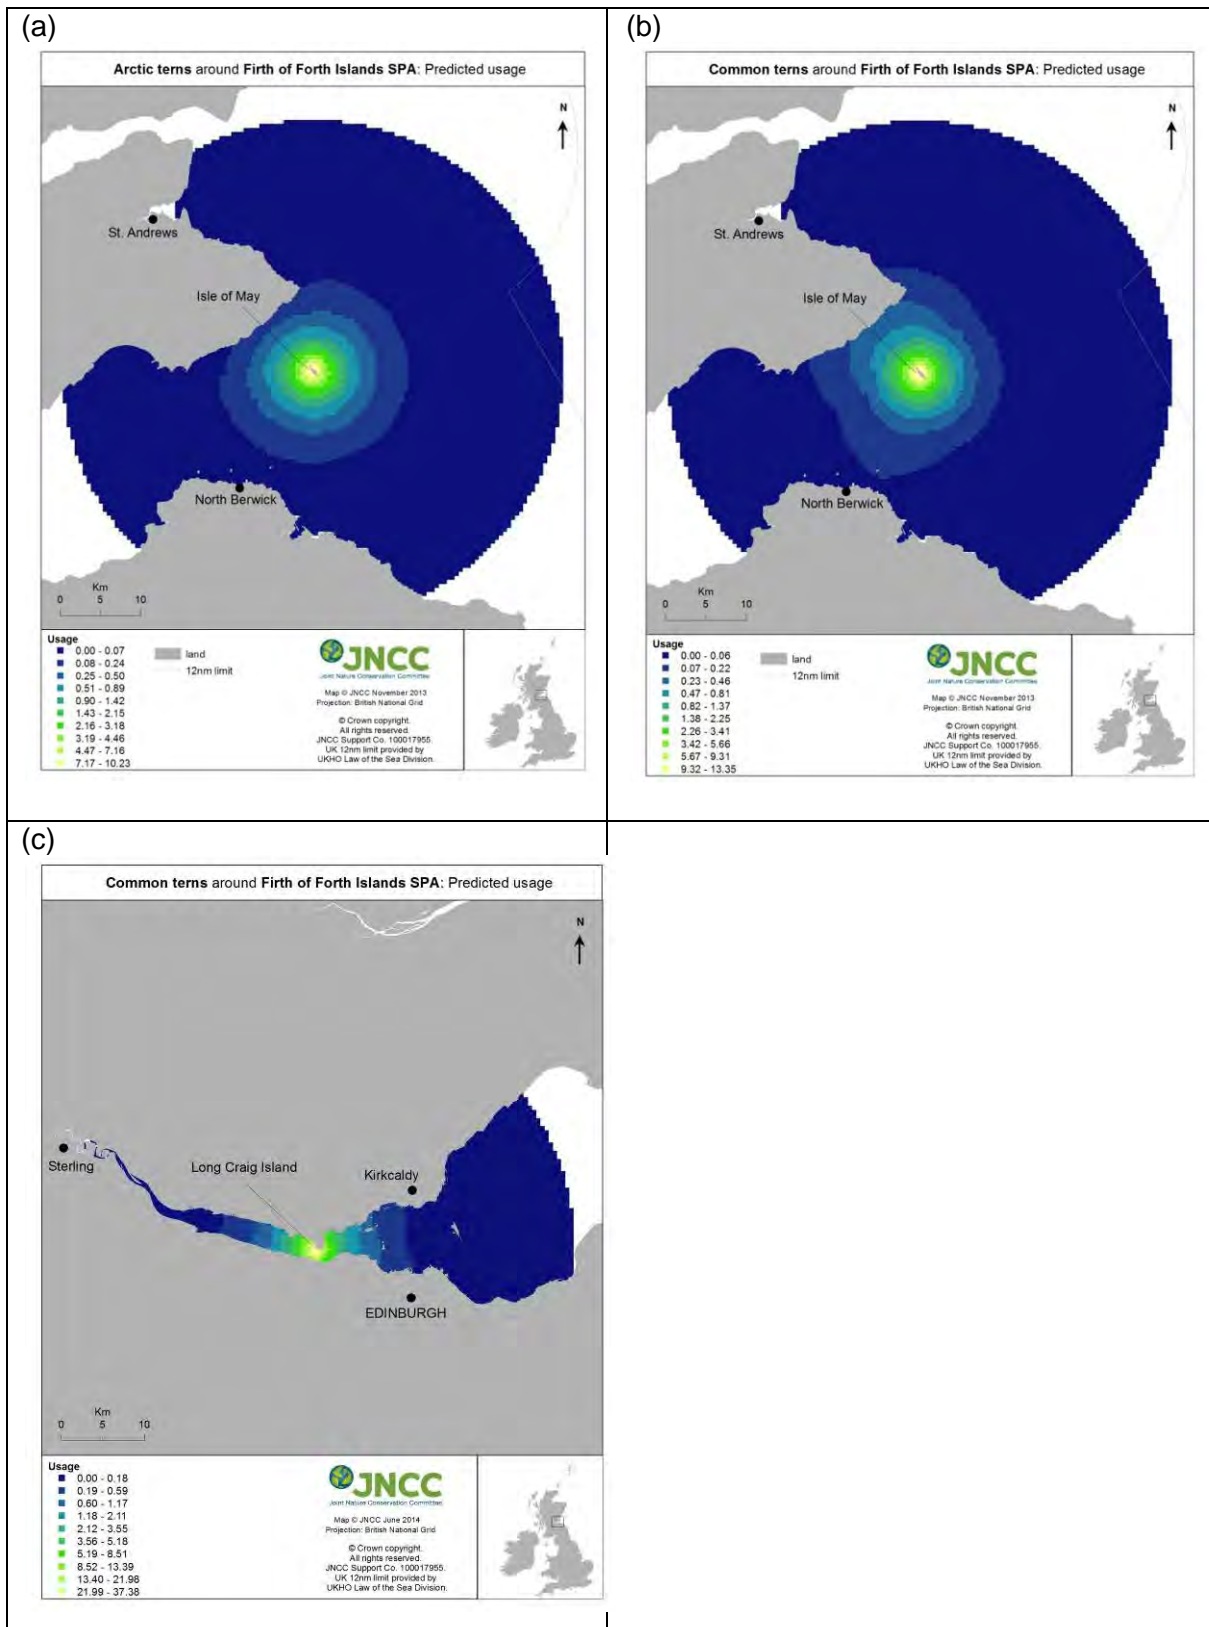 (a)
Arctic terns around Firth of Forth Islands SPA: Predicted usage
N
St. Andrews
Isle of May
North Berwick
Km
0 5 10
Usage
0.00 - 0.07
0.08 - 0.24
0.25 - 0.50
0.51 - 0.89
0.90 - 1.42
1.43 - 2.15
2.16 - 3.18
3.19 - 4.46
4.47 - 7.16
7.17 - 10.23
land
12nm limit
JNCC
Joint Nature Conservation Committee
Map © JNCC November 2013
Projection: British National Grid
© Crown copyright.
All rights reserved.
JNCC Support Co. 100017955.
UK 12nm limit provided by
UKHO Law of the Sea Division.
(b)
Common terns around Firth of Forth Islands SPA: Predicted usage
N
St. Andrews
Isle of May
North Berwick
Km
0 5 10
Usage
0.00 - 0.06
0.07 - 0.22
0.23 - 0.46
0.47 - 0.81
0.82 - 1.37
1.38 - 2.25
2.26 - 3.41
3.42 - 5.66
5.67 - 9.31
9.32 - 13.35
land
12nm limit
JNCC
Joint Nature Conservation Committee
Map © JNCC November 2013
Projection: British National Grid
© Crown copyright.
All rights reserved.
JNCC Support Co. 100017955.
UK 12nm limit provided by
UKHO Law of the Sea Division.
(c)
Common terns around Firth of Forth Islands SPA: Predicted usage
N
Sterling
Long Craig Island
Kirkcaldy
EDINBURGH
Km
0 5 10
Usage
0.00 - 0.18
0.19 - 0.59
0.60 - 1.17
1.18 - 2.11
2.12 - 3.55
3.56 - 5.18
5.19 - 8.51
8.52 - 13.39
13.40 - 21.98
21.99 - 37.38
JNCC
Joint Nature Conservation Committee
Map © JNCC June 2014
Projection: British National Grid
© Crown copyright.
All rights reserved.
JNCC Support Co. 100017955.
UK 12nm limit provided by
UKHO Law of the Sea Division.